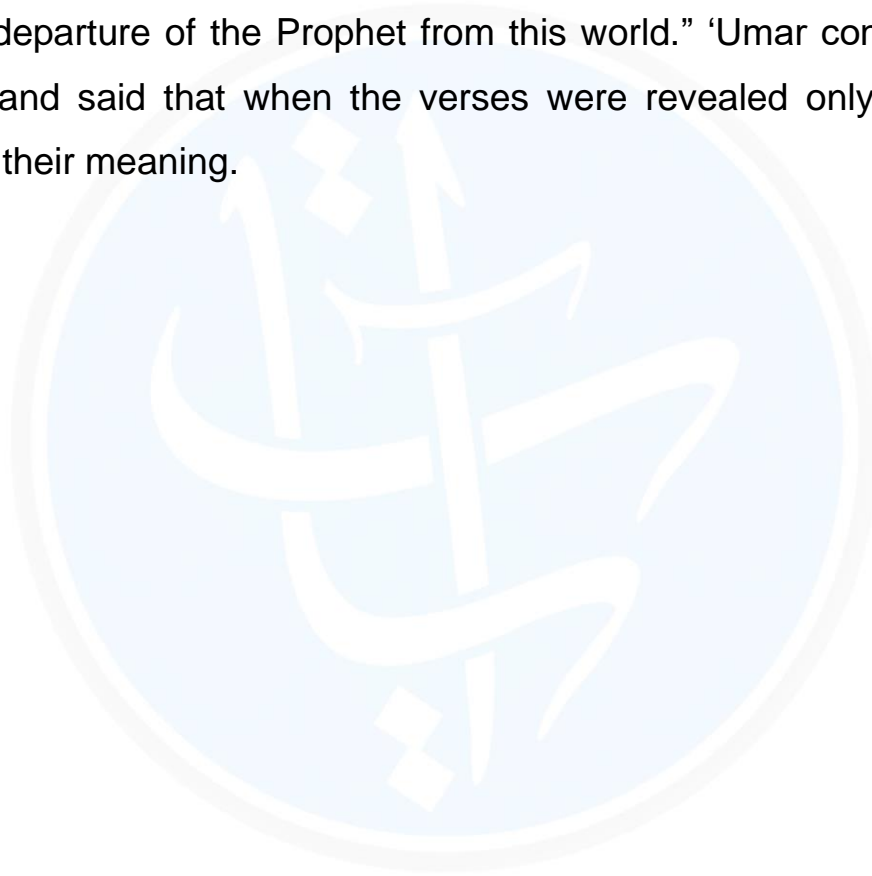 departure of the Prophet from this world.” ‘Umar con
and said that when the verses were revealed only
their meaning.